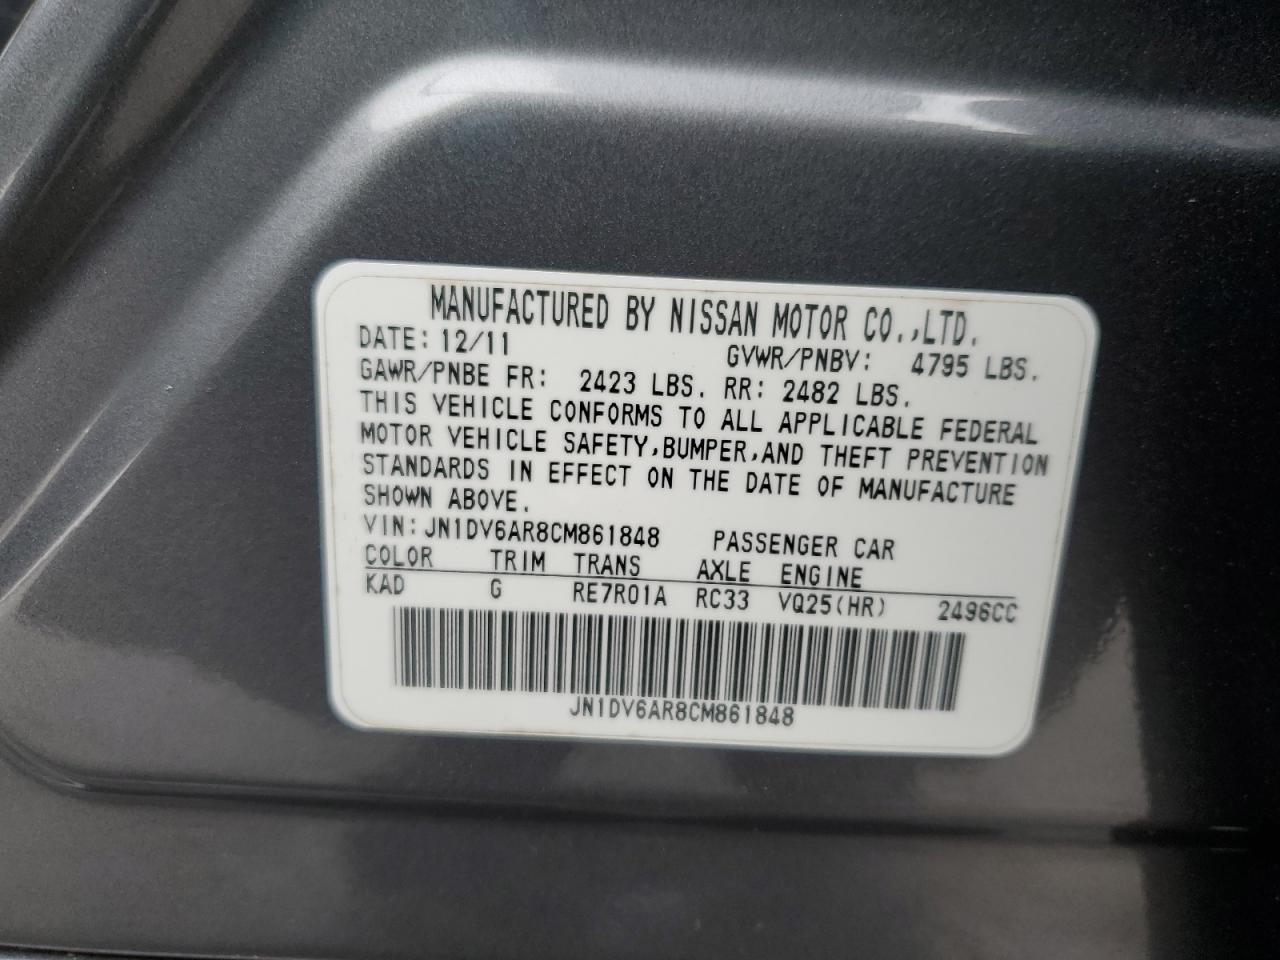 MANUFACTURED BY NISSAN MOTOR CO.,LTD.
DATE: 12/11 GVWR/PNBV: 4795 LBS.
GAWR/PNBE FR: 2423 LBS. RR: 2482 LBS.
THIS VEHICLE CONFORMS TO ALL APPLICABLE FEDERAL
MOTOR VEHICLE SAFETY,BUMPER,AND THEFT PREVENTION
STANDARDS IN EFFECT ON THE DATE OF MANUFACTURE
SHOWN ABOVE.
VIN: JN1DV6AR8CM861848 PASSENGER CAR
COLOR TRIM TRANS AXLE ENGINE
KAD G RE7R01A RC33 VQ25(HR) 2496CC
JN1DV6AR8CM861848